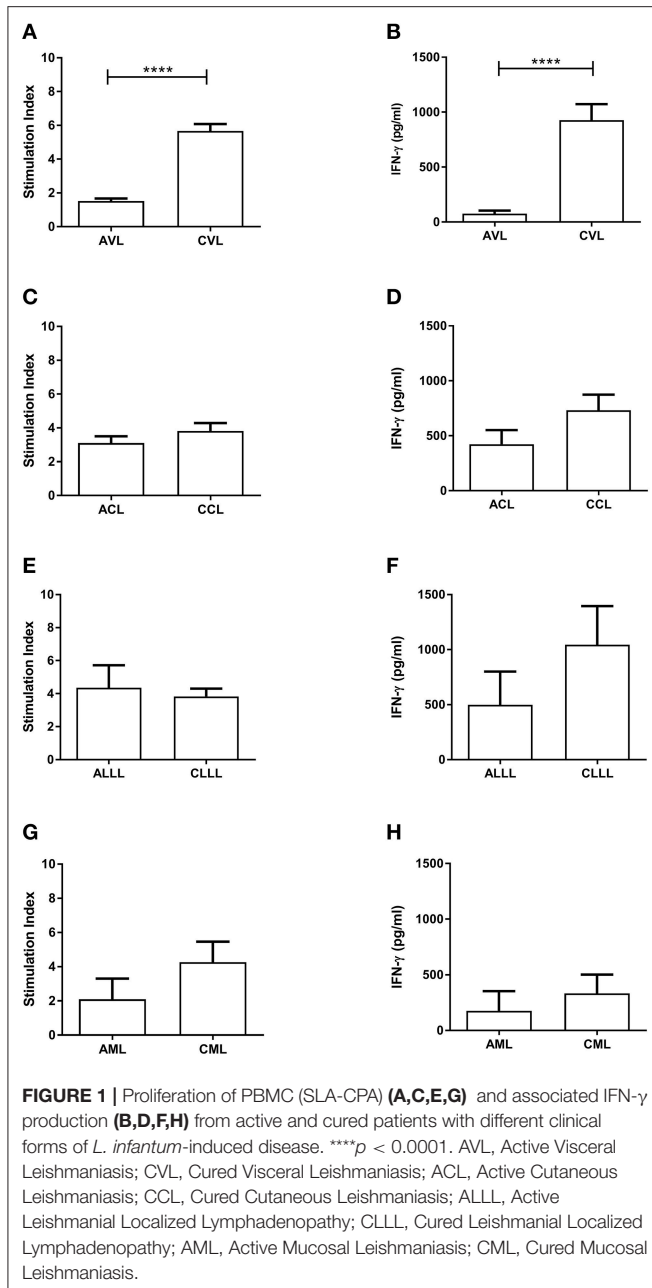 A
10
8
6
4
2
0
Stimulation Index
****
AVL CVL
B
1500
1000
500
0
IFN-γ (pg/ml)
****
AVL CVL
C
10
8
6
4
2
0
Stimulation Index
ACL CCL
D
1500
1000
500
0
IFN-γ (pg/ml)
ACL CCL
E
10
8
6
4
2
0
Stimulation Index
ALLL CLLL
F
1500
1000
500
0
IFN-γ (pg/ml)
ALLL CLLL
G
10
8
6
4
2
0
Stimulation Index
AML CML
H
1500
1000
500
0
IFN-γ (pg/ml)
AML CML
FIGURE 1 | Proliferation of PBMC (SLA-CPA) (A,C,E,G) and associated IFN-γ
production (B,D,F,H) from active and cured patients with different clinical
forms of L. infantum-induced disease. ****p < 0.0001. AVL, Active Visceral
Leishmaniasis; CVL, Cured Visceral Leishmaniasis; ACL, Active Cutaneous
Leishmaniasis; CCL, Cured Cutaneous Leishmaniasis; ALLL, Active
Leishmanial Localized Lymphadenopathy; CLLL, Cured Leishmanial Localized
Lymphadenopathy; AML, Active Mucosal Leishmaniasis; CML, Cured Mucosal
Leishmaniasis.